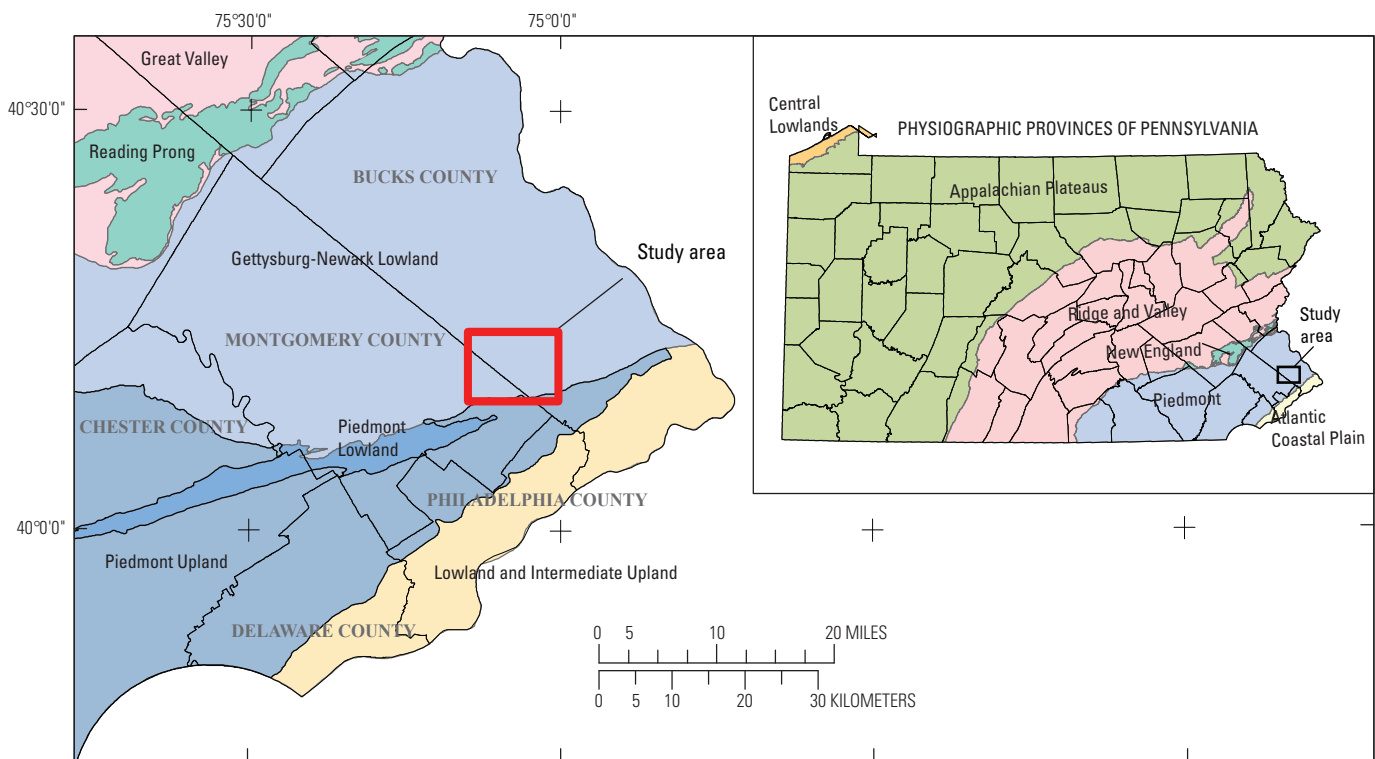 75°30'0"
75°0'0"
Great Valley
40°30'0"
Reading Prong
BUCKS COUNTY
Gettysburg-Newark Lowland
Study area
MONTGOMERY COUNTY
CHESTER COUNTY
Piedmont
Lowland
PHILADELPHIA COUNTY
40°0'0"
Piedmont Upland
Lowland and Intermediate Upland
DELAWARE COUNTY
0 5 10 20 MILES
0 5 10 20 30 KILOMETERS
Central
Lowlands
PHYSIOGRAPHIC PROVINCES OF PENNSYLVANIA
Appalachian Plateaus
Ridge and Valley
Study
area
New England
Piedmont
Atlantic
Coastal Plain